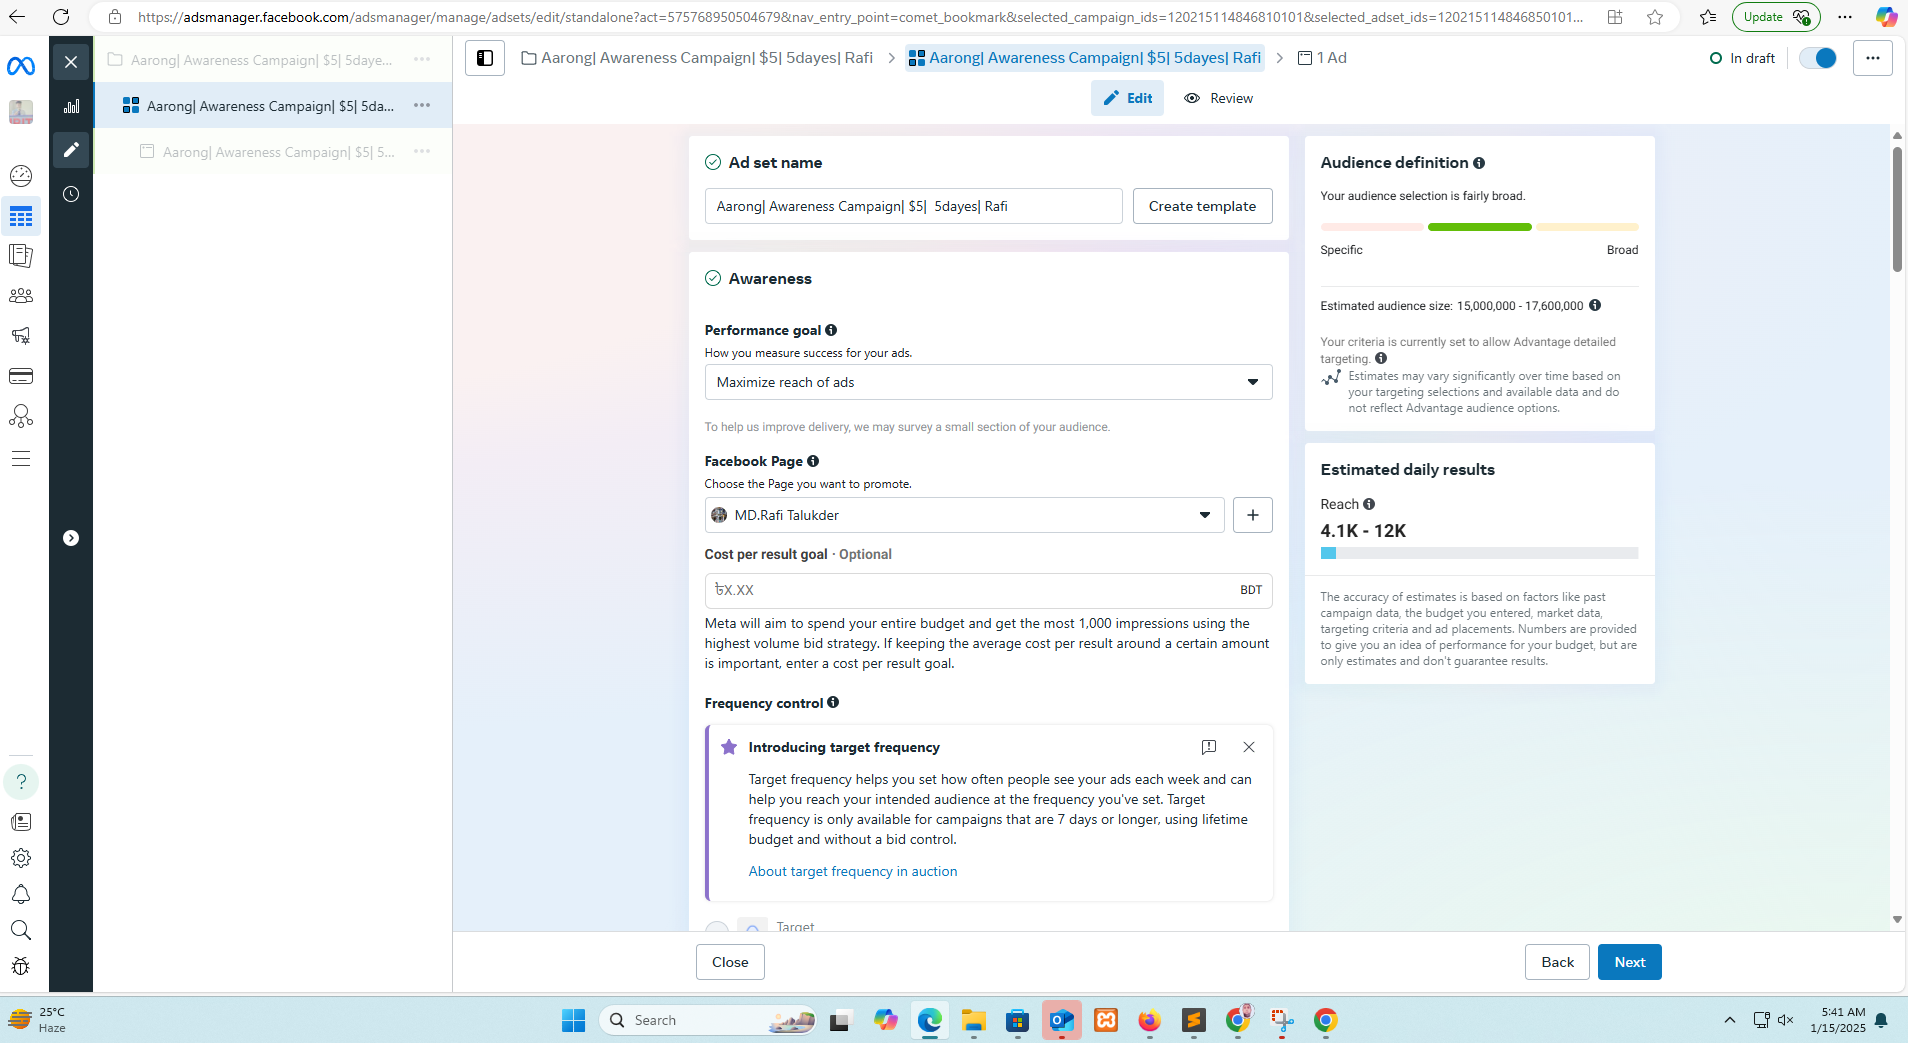 https://adsmanager.facebook.com/adsmanager/manage/adsets/edit/standalone?act=575768950504679&nav_entry_point=comet_bookmark&selected_campaign_ids=120215114846810101&selected_adset_ids=120215114846850101...
Update
Aarong| Awareness Campaign| $5| 5daye...
Aarong| Awareness Campaign| $5| 5da...
Aarong| Awareness Campaign| $5| 5...
Aarong| Awareness Campaign| $5| 5dayes| Rafi
Aarong| Awareness Campaign| $5| 5dayes| Rafi
1 Ad
In draft
Edit
Review
Ad set name
Aarong| Awareness Campaign| $5|  5dayes| Rafi
Create template
Awareness
Performance goal
How you measure success for your ads.
Maximize reach of ads
To help us improve delivery, we may survey a small section of your audience.
Facebook Page
Choose the Page you want to promote.
MD.Rafi Talukder
Cost per result goal · Optional
৳X.XX
BDT
Meta will aim to spend your entire budget and get the most 1,000 impressions using the
highest volume bid strategy. If keeping the average cost per result around a certain amount
is important, enter a cost per result goal.
Frequency control
Introducing target frequency
Target frequency helps you set how often people see your ads each week and can
help you reach your intended audience at the frequency you've set. Target
frequency is only available for campaigns that are 7 days or longer, using lifetime
budget and without a bid control.
About target frequency in auction
Target
Audience definition
Your audience selection is fairly broad.
Specific
Broad
Estimated audience size: 15,000,000 - 17,600,000
Your criteria is currently set to allow Advantage detailed
targeting.
Estimates may vary significantly over time based on
your targeting selections and available data and do
not reflect Advantage audience options.
Estimated daily results
Reach
4.1K - 12K
The accuracy of estimates is based on factors like past
campaign data, the budget you entered, market data,
targeting criteria and ad placements. Numbers are provided
to give you an idea of performance for your budget, but are
only estimates and don't guarantee results.
Close
Back
Next
25°C
Haze
Search
5:41 AM
1/15/2025